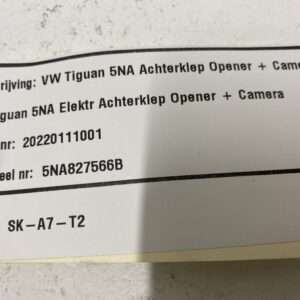 rijving: VW Tiguan 5NA Achterklep Opener + Came
iguan 5NA Elektr Achterklep Opener + Camera
nr: 20220111001
eel nr: 5NA827566B
SK-A7-T2